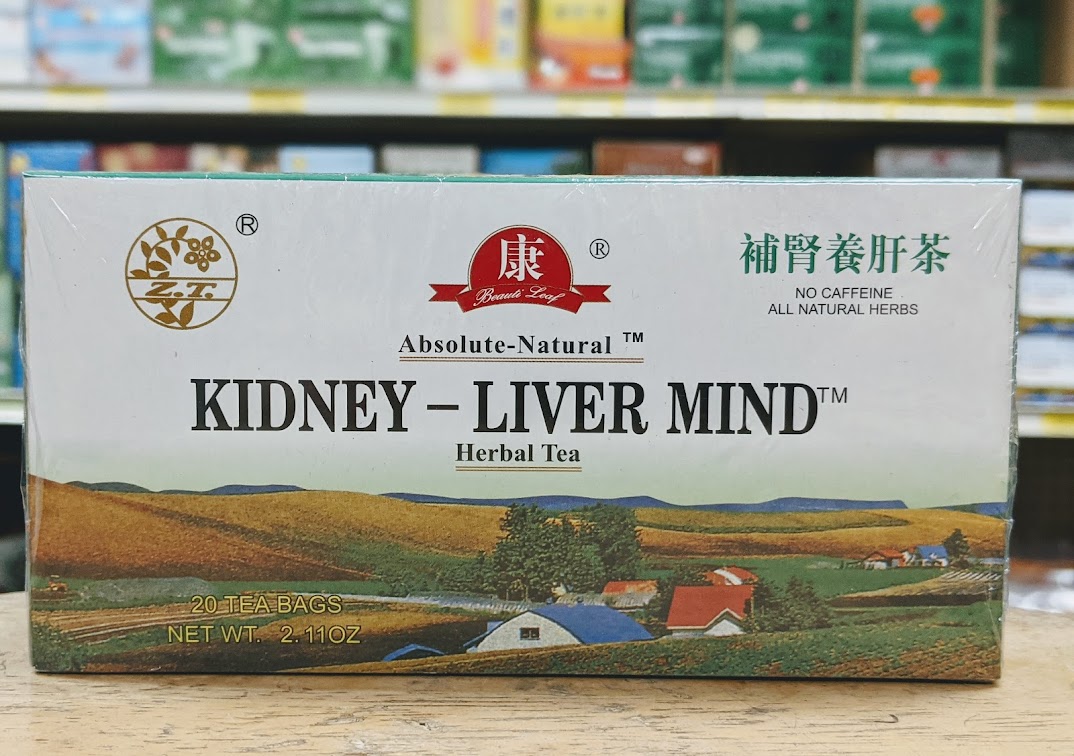 Z.T.
®
康
®
Beauti Leaf
補腎養肝茶
NO CAFFEINE
ALL NATURAL HERBS
Absolute-Natural ™
KIDNEY – LIVER MIND™
Herbal Tea
20 TEA BAGS
NET WT. 2.11OZ